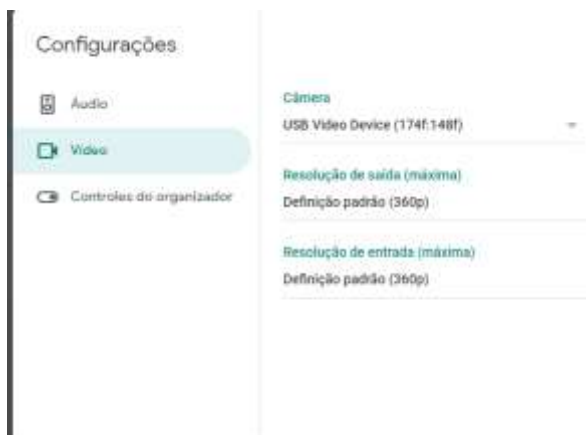 Configurações
Áudio
Vídeo
Controles do organizador
Câmera
USB Video Device (174f:148f)
Resolução de saída (máxima)
Definição padrão (360p)
Resolução de entrada (máxima)
Definição padrão (360p)